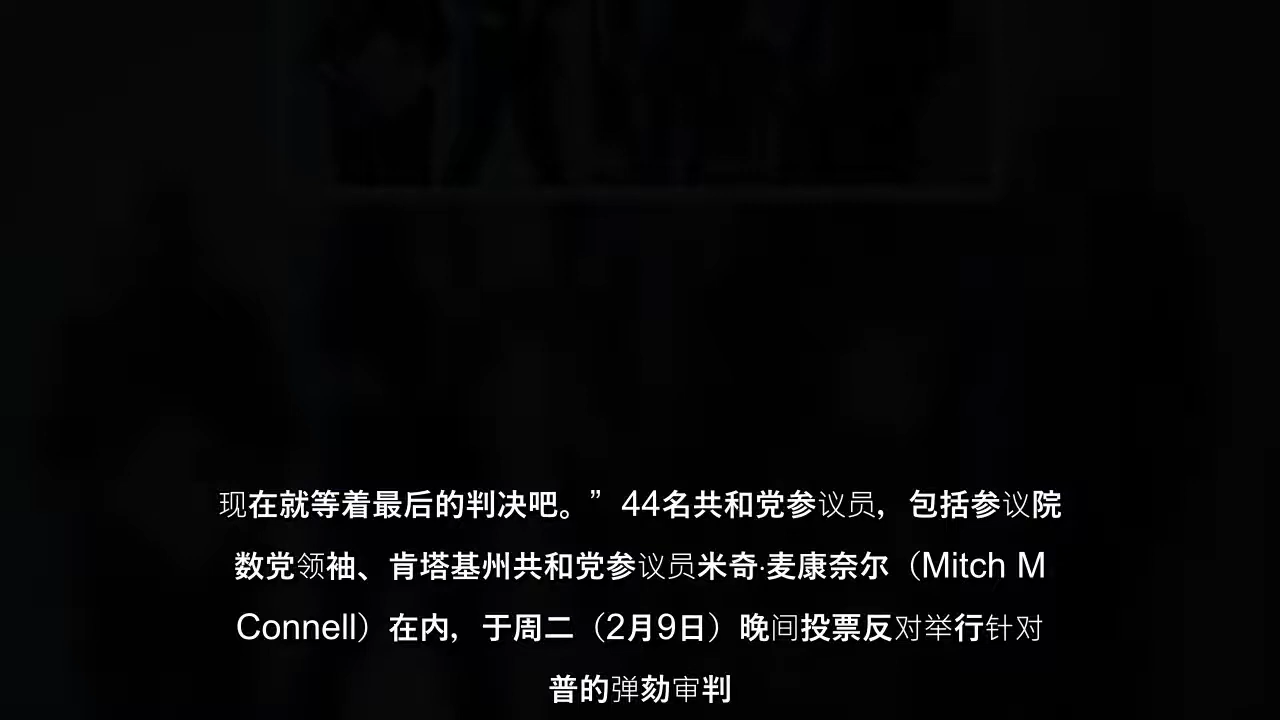 现在就等着最后的判决吧。”44名共和党参议员，包括参议院
数党领袖、肯塔基州共和党参议员米奇·麦康奈尔（Mitch M
Connell）在内，于周二（2月9日）晚间投票反对举行针对
普的弹劾审判